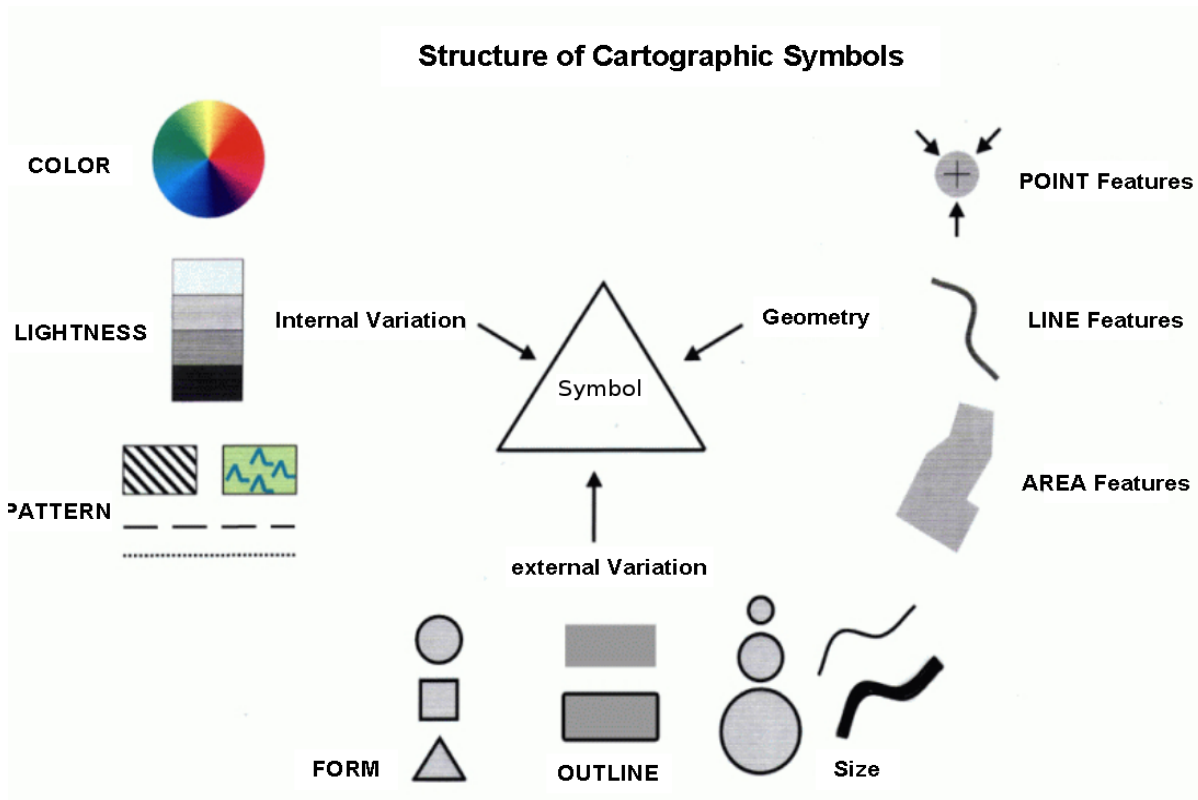 Structure of Cartographic Symbols
COLOR
POINT Features
LIGHTNESS
Internal Variation
Geometry
LINE Features
Symbol
PATTERN
AREA Features
external Variation
FORM
OUTLINE
Size